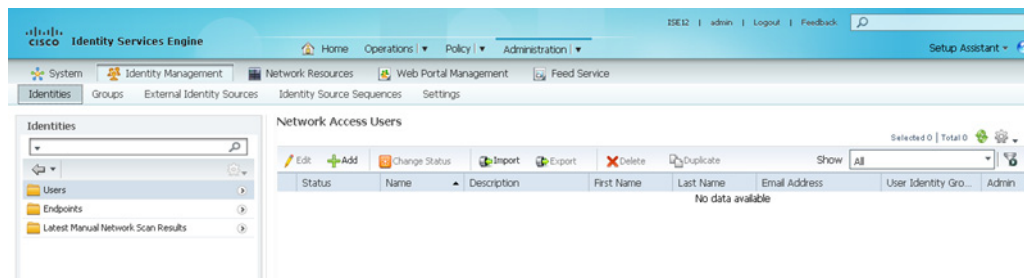 ISE12 | admin | Logout | Feedback
CISCO Identity Services Engine
Home Operations | Policy | Administration |
Setup Assistant
System Identity Management Network Resources Web Portal Management Feed Service
Identities Groups External Identity Sources Identity Source Sequences Settings
Identities
Users
Endpoints
Latest Manual Network Scan Results
Network Access Users
Selected 0 | Total 0
Edit Add Change Status Import Export Delete Duplicate Show All
Status Name Description First Name Last Name Email Address User Identity Gro... Admin
No data available